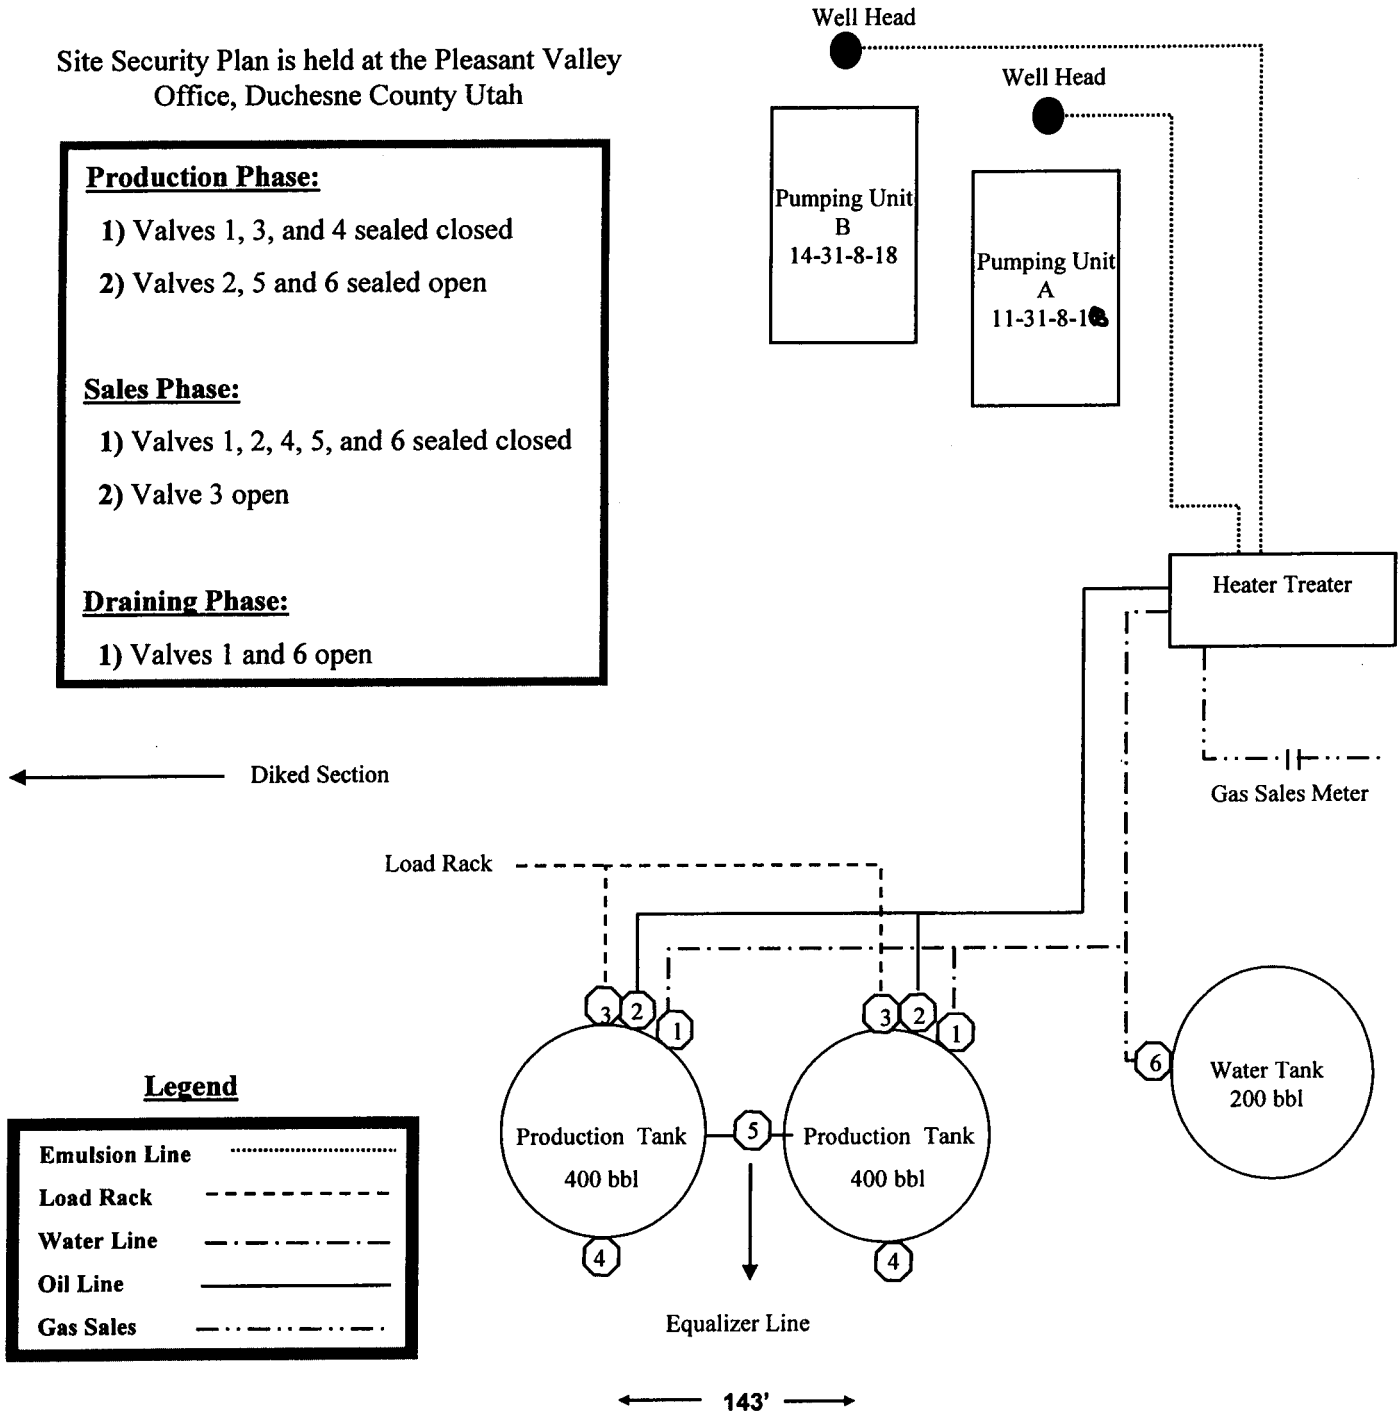 Site Security Plan is held at the Pleasant Valley
Office, Duchesne County Utah
Production Phase:
1) Valves 1, 3, and 4 sealed closed
2) Valves 2, 5 and 6 sealed open
Sales Phase:
1) Valves 1, 2, 4, 5, and 6 sealed closed
2) Valve 3 open
Draining Phase:
1) Valves 1 and 6 open
Well Head
Well Head
Pumping Unit
B
14-31-8-18
Pumping Unit
A
11-31-8-18
Heater Treater
Gas Sales Meter
Diked Section
Load Rack
3
2
1
3
2
1
6
Water Tank
200 bbl
Production Tank
400 bbl
5
Production Tank
400 bbl
4
4
Equalizer Line
Legend
Emulsion Line
Load Rack
Water Line
Oil Line
Gas Sales
143'